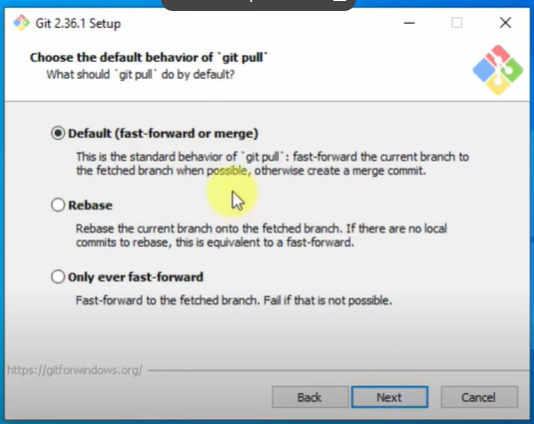 Git 2.36.1 Setup
Choose the default behavior of `git pull`
What should `git pull` do by default?
Default (fast-forward or merge)
This is the standard behavior of `git pull`: fast-forward the current branch to
the fetched branch when possible, otherwise create a merge commit.
Rebase
Rebase the current branch onto the fetched branch. If there are no local
commits to rebase, this is equivalent to a fast-forward.
Only ever fast-forward
Fast-forward to the fetched branch. Fail if that is not possible.
https://gitforwindows.org/
Back
Next
Cancel